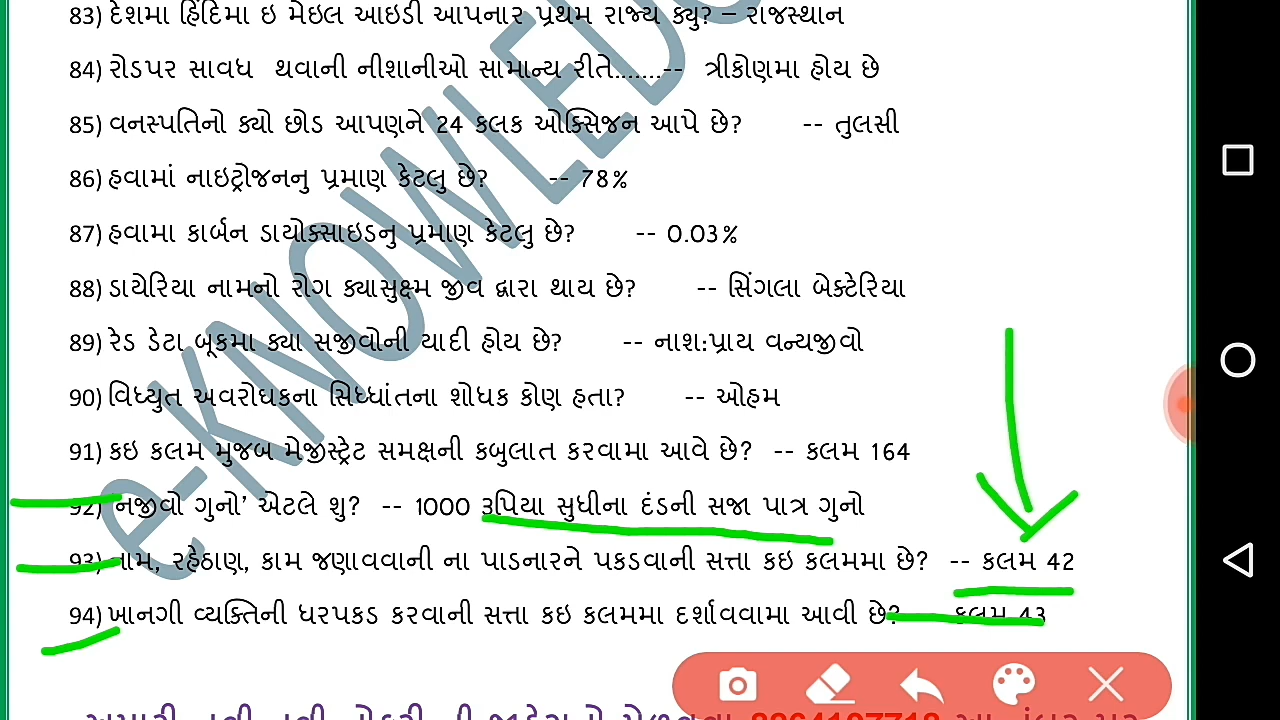 83) દેશમા હિંદિમા ઇ મેઇલ આઇડી આપનાર પ્રથમ રાજ્ય ક્યુ? – રાજસ્થાન
84) રોડપર સાવધ થવાની નીશાનીઓ સામાન્ય રીતે.......-- ત્રીકોણમા હોય છે
85) વનસ્પતિનો ક્યો છોડ આપણને 24 કલક ઓક્સિજન આપે છે? -- તુલસી
86) હવામાં નાઇટ્રોજનનુ પ્રમાણ કેટલુ છે? -- 78%
87) હવામા કાર્બન ડાયોક્સાઇડનુ પ્રમાણ કેટલુ છે? -- 0.03%
88) ડાયેરિયા નામનો રોગ ક્યાસુક્ષ્મ જીવ દ્વારા થાય છે? -- સિંગલા બેક્ટેરિયા
89) રેડ ડેટા બૂકમા ક્યા સજીવોની યાદી હોય છે? -- નાશ:પ્રાય વન્યજીવો
90) વિધ્યુત અવરોઘકના સિધ્ધાંતના શોધક કોણ હતા? -- ઓહમ
91) કઇ કલમ મુજબ મેજીસ્ટ્રેટ સમક્ષની કબુલાત કરવામા આવે છે? -- કલમ 164
92) 'નજીવો ગુનો' એટલે શુ? -- 1000 રૂપિયા સુધીના દંડની સજા પાત્ર ગુનો
93) નામ, રહેઠાણ, કામ જણાવવાની ના પાડનારને પકડવાની સત્તા કઇ કલમમા છે? -- કલમ 42
94) ખાનગી વ્યક્તિની ધરપકડ કરવાની સત્તા કઇ કલમમા દર્શાવવામા આવી છે? કલમ 43
e-KNOWLEDG